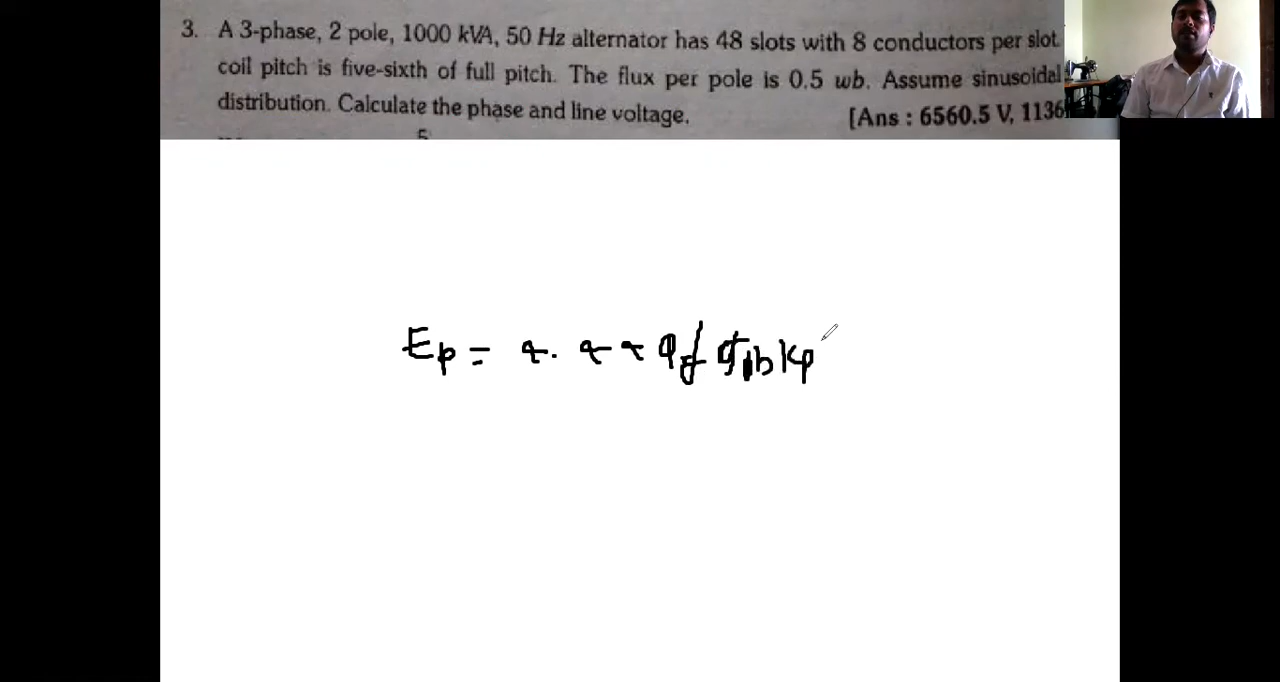 3. A 3-phase, 2 pole, 1000 kVA, 50 Hz alternator has 48 slots with 8 conductors per slot.
coil pitch is five-sixth of full pitch. The flux per pole is 0.5 wb. Assume sinusoidal
distribution. Calculate the phase and line voltage. [Ans : 6560.5 V, 1136
5
Ep = 4.44
Kp